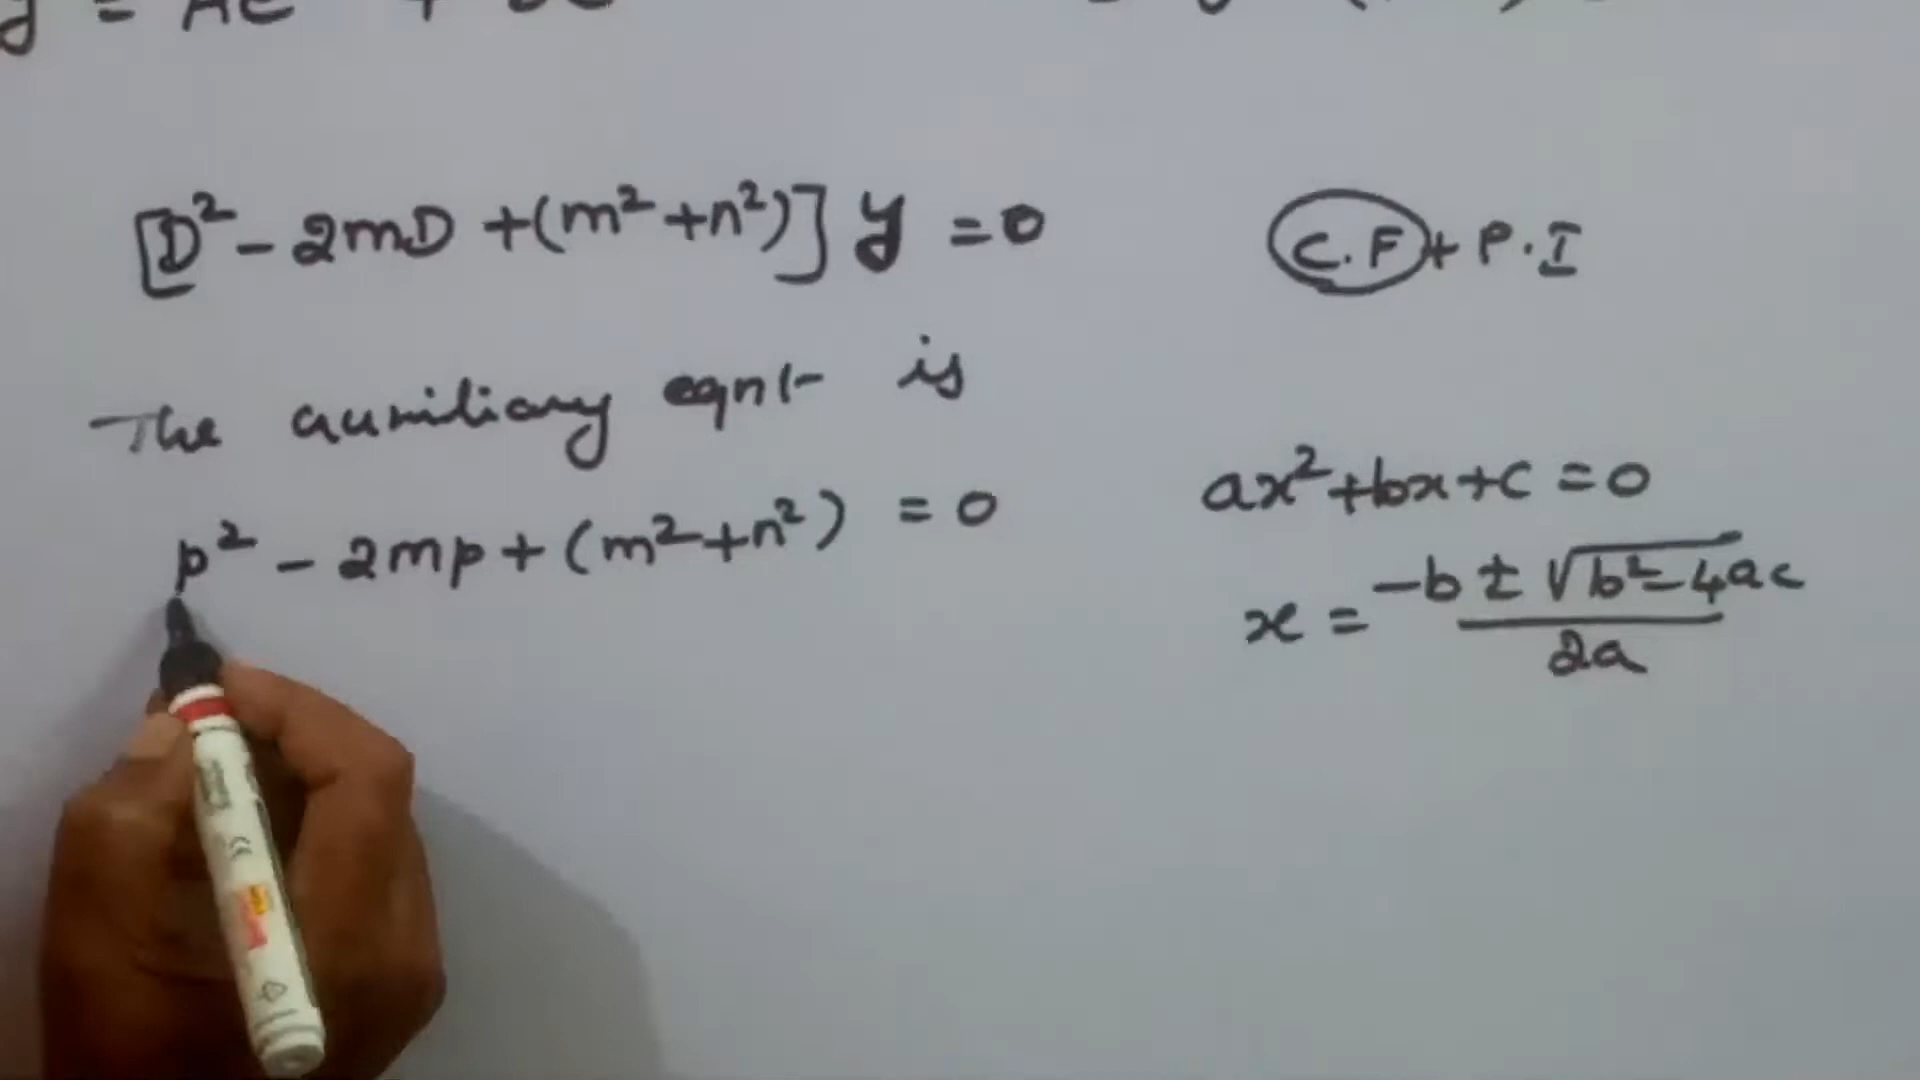 [D² - 2mD + (m² + n²)] y = 0
C.F + P.I
The auxiliary eqnt is
p² - 2mp + (m² + n²) = 0
ax² + bx + c = 0
x = -b ± √b² - 4ac / 2a